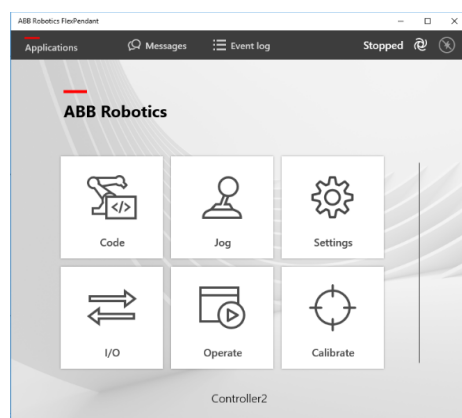 ABB Robotics FlexPendant
Applications Messages Event log Stopped
ABB Robotics
Code Jog Settings
</>
I/O Operate Calibrate
Controller2